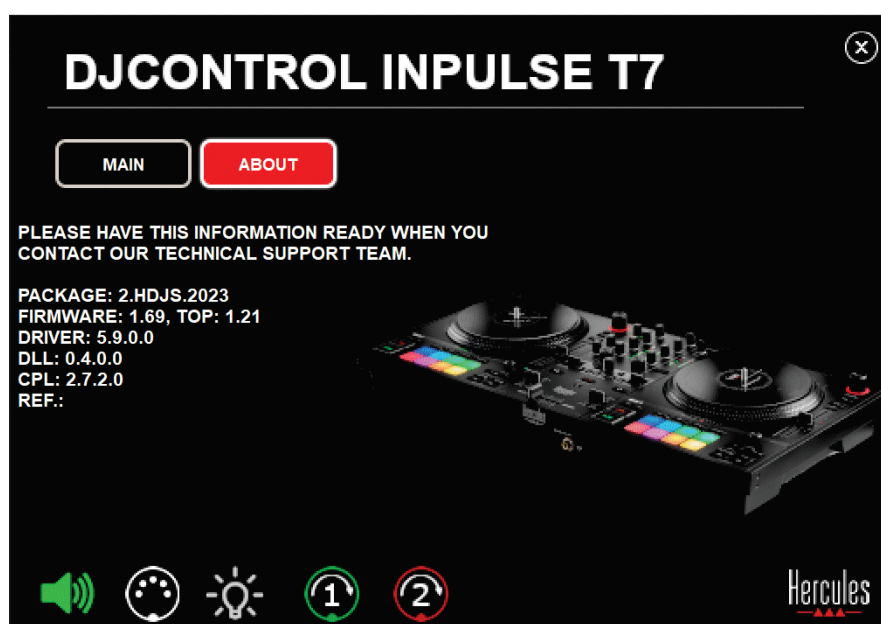 DJCONTROL INPULSE T7
MAIN
ABOUT
PLEASE HAVE THIS INFORMATION READY WHEN YOU
CONTACT OUR TECHNICAL SUPPORT TEAM.
PACKAGE: 2.HDJS.2023
FIRMWARE: 1.69, TOP: 1.21
DRIVER: 5.9.0.0
DLL: 0.4.0.0
CPL: 2.7.2.0
REF.:
1
2
Hercules